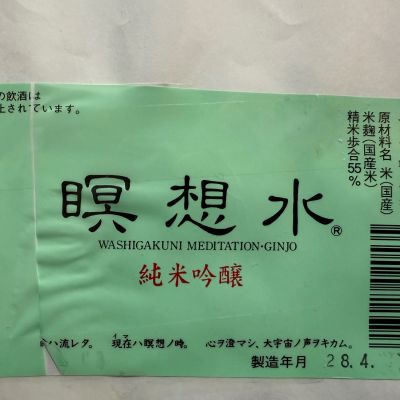 の飲酒は
止されています。
瞑想水®
WASHIGAKUNI MEDITATION・GINJO
純米吟醸
ハ流レタ。 現在ハ瞑想ノ時。 心ヲ澄マシ、大宇宙ノ声ヲキカム。
イマ
製造年月 28.4.
原材料名 米(国産)
米麹(国産米)
精米歩合55%